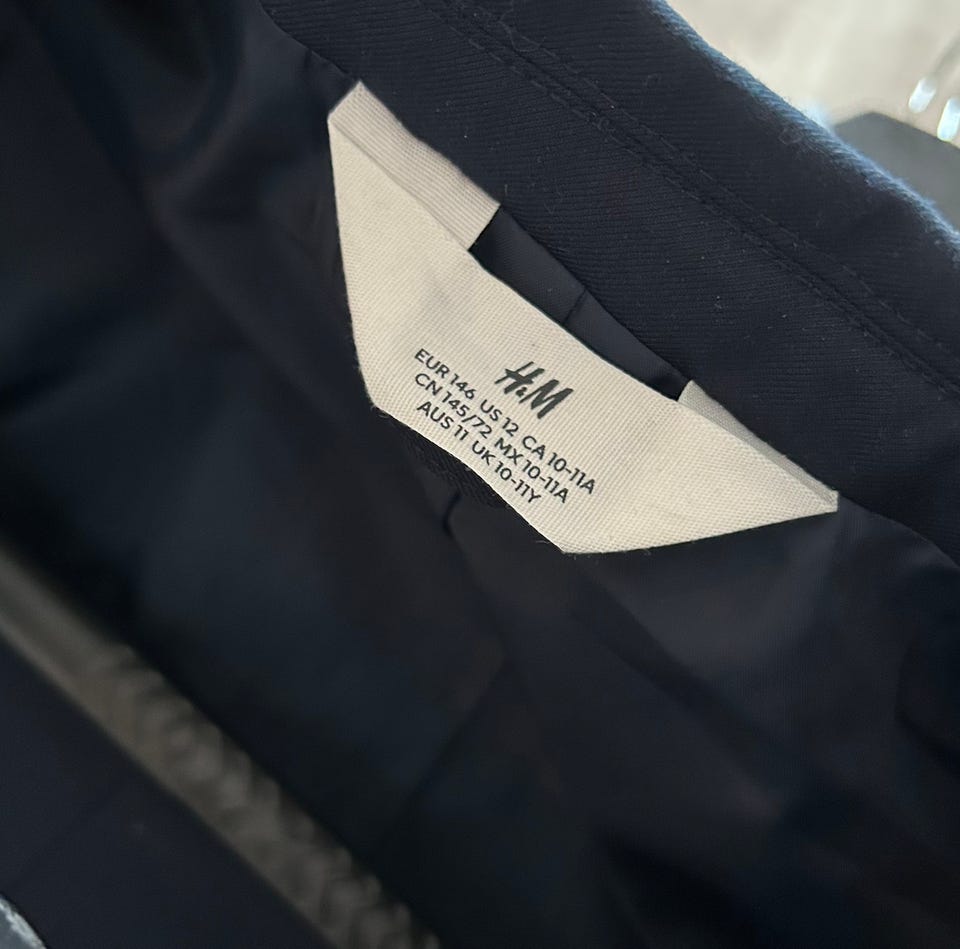 H&M
EUR 146 US 12 CA 10-11A
CN 145/72 MX 10-11A
AUS 11 UK 10-11Y